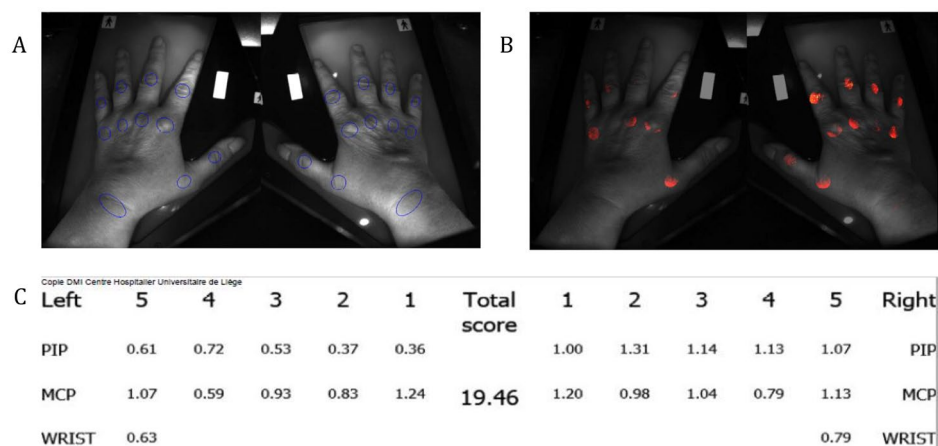 A
B
C
Copie DMI Centre Hospitalier Universitaire de Liège
Left 5 4 3 2 1 Total score 1 2 3 4 5 Right
PIP 0.61 0.72 0.53 0.37 0.36 1.00 1.31 1.14 1.13 1.07 PIP
MCP 1.07 0.59 0.93 0.83 1.24 19.46 1.20 0.98 1.04 0.79 1.13 MCP
WRIST 0.63 0.79 WRIST